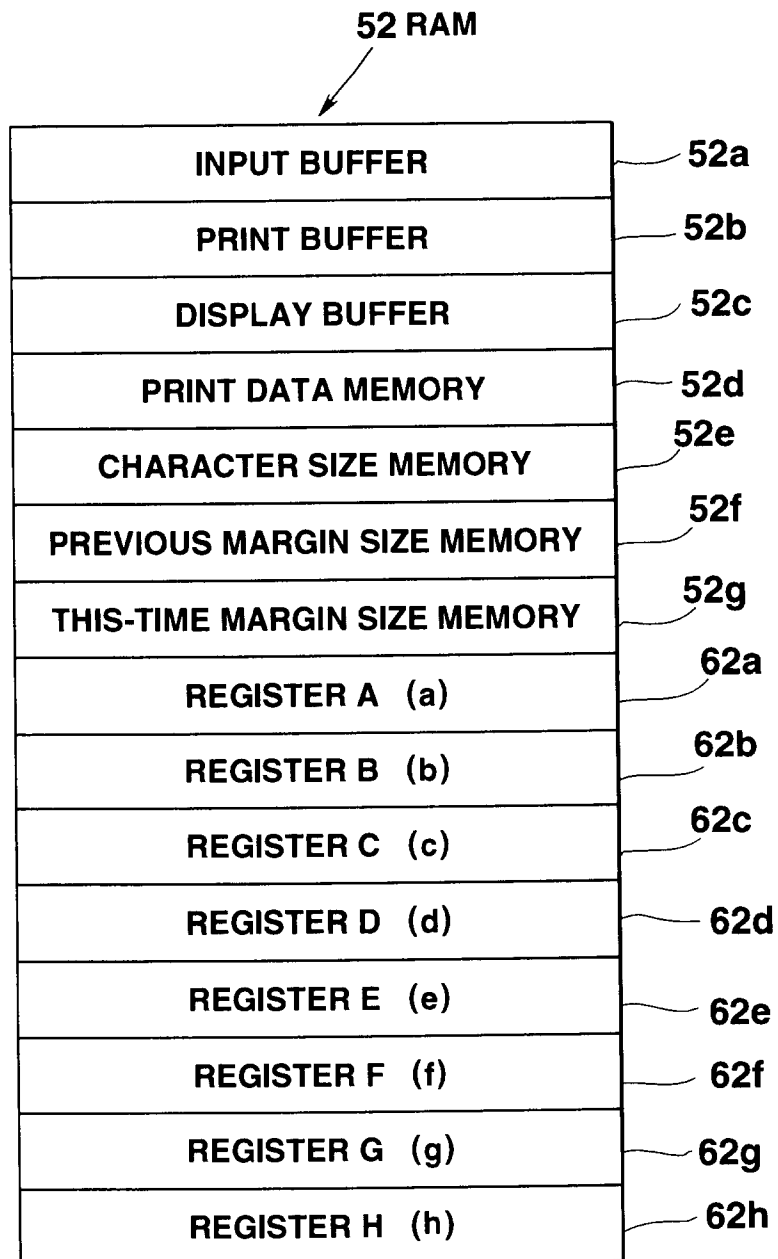 52 RAM
INPUT BUFFER 52a
PRINT BUFFER 52b
DISPLAY BUFFER 52c
PRINT DATA MEMORY 52d
CHARACTER SIZE MEMORY 52e
PREVIOUS MARGIN SIZE MEMORY 52f
THIS-TIME MARGIN SIZE MEMORY 52g
REGISTER A (a) 62a
REGISTER B (b) 62b
REGISTER C (c) 62c
REGISTER D (d) 62d
REGISTER E (e) 62e
REGISTER F (f) 62f
REGISTER G (g) 62g
REGISTER H (h) 62h